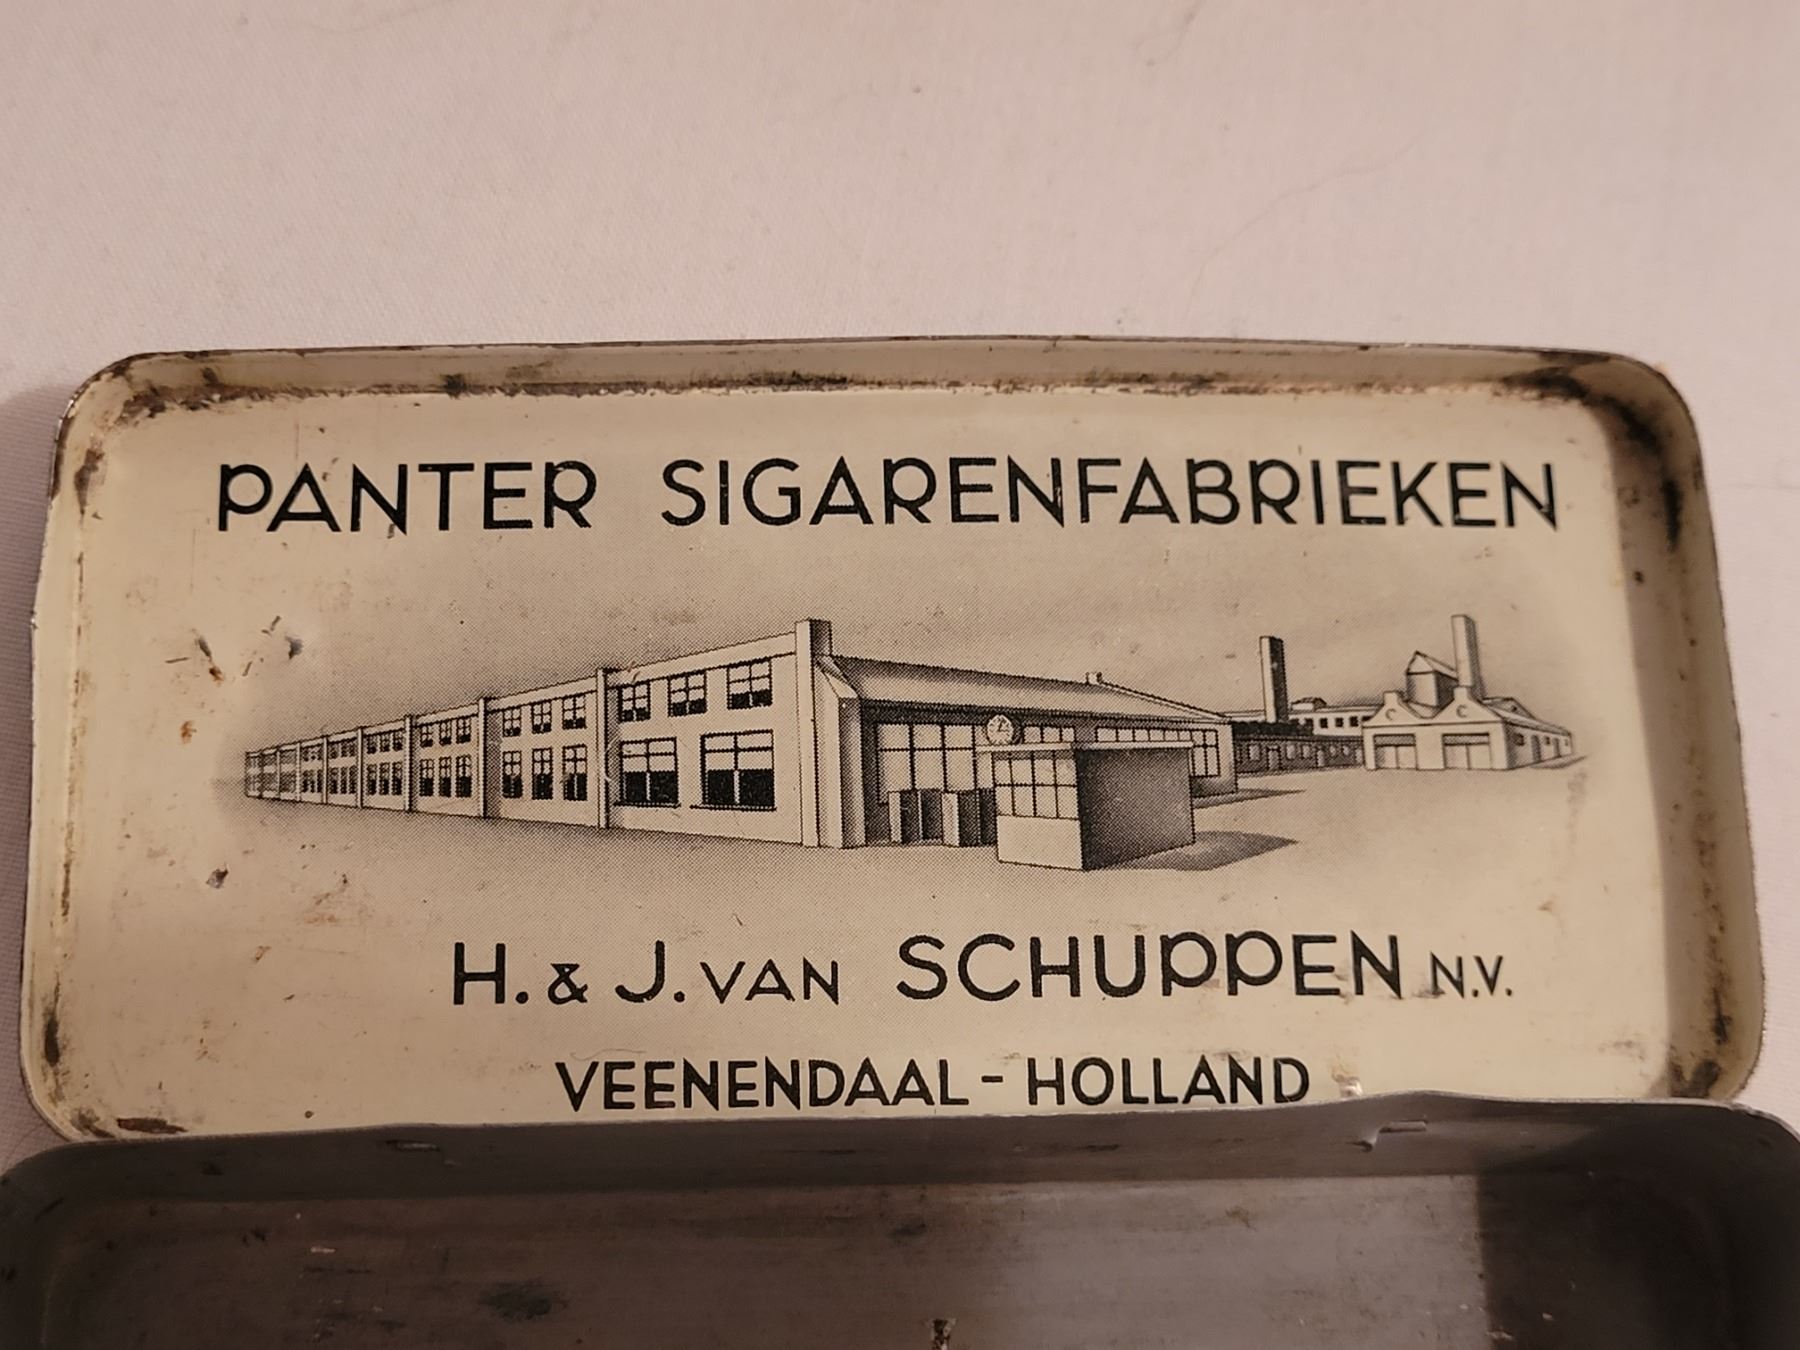 PANTER SIGARENFABRIEKEN
H. & J. VAN SCHUPPEN N.V.
VEENENDAAL - HOLLAND